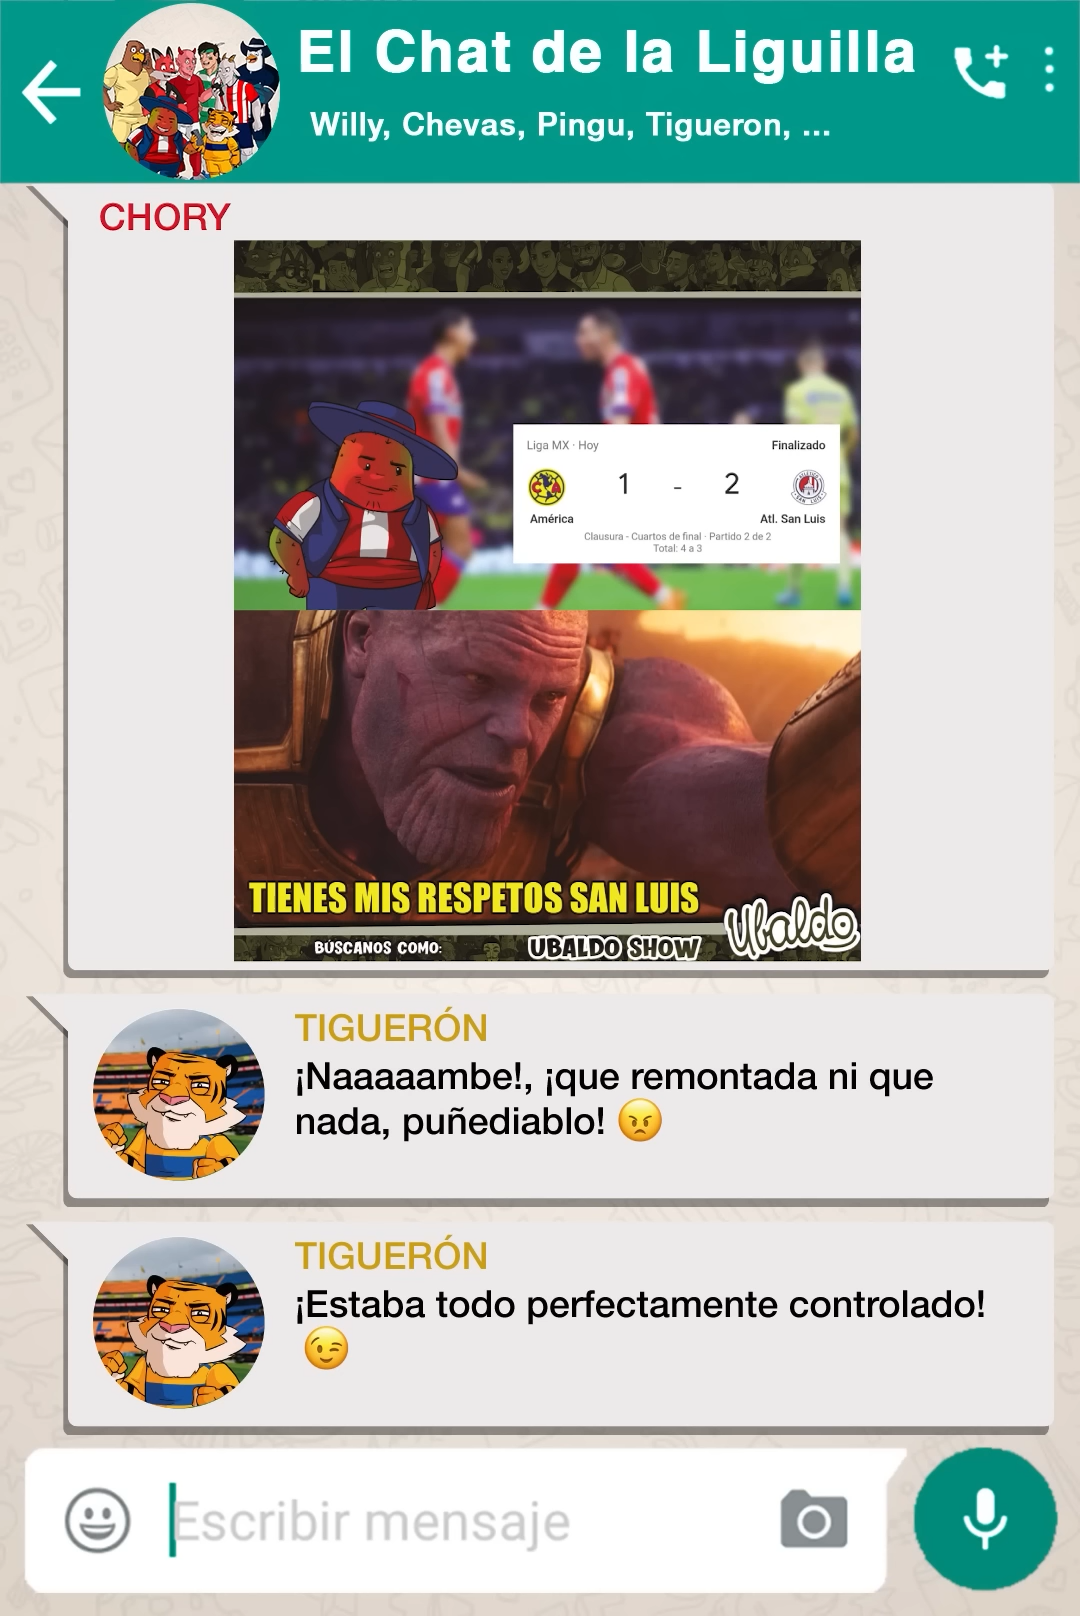 El Chat de la Liguilla
Willy, Chevas, Pingu, Tigueron, ...
CHORY
Liga MX · Hoy
Finalizado
1 - 2
América
Atl. San Luis
Clausura - Cuartos de final · Partido 2 de 2
Total: 4 a 3
TIENES MIS RESPETOS SAN LUIS
Ubaldo
BÚSCANOS COMO:
UBALDO SHOW
TIGUERÓN
¡Naaaaambe!, ¡que remontada ni que
nada, puñediablo! 😠
TIGUERÓN
¡Estaba todo perfectamente controlado!
😉
Escribir mensaje